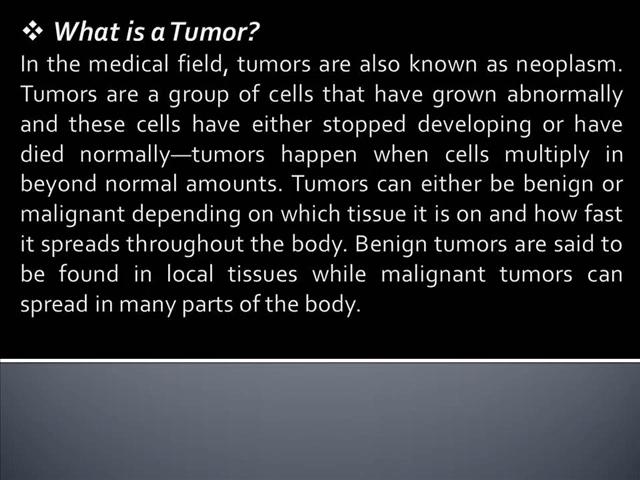 ❖ What is a Tumor?
In the medical field, tumors are also known as neoplasm.
Tumors are a group of cells that have grown abnormally
and these cells have either stopped developing or have
died normally—tumors happen when cells multiply in
beyond normal amounts. Tumors can either be benign or
malignant depending on which tissue it is on and how fast
it spreads throughout the body. Benign tumors are said to
be found in local tissues while malignant tumors can
spread in many parts of the body.